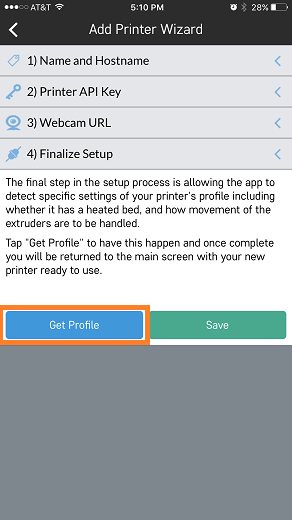 AT&T 5:10 PM 28%
Add Printer Wizard
1) Name and Hostname
2) Printer API Key
3) Webcam URL
4) Finalize Setup
The final step in the setup process is allowing the app to
detect specific settings of your printer's profile including
whether it has a heated bed, and how movement of the
extruders are to be handled.
Tap "Get Profile" to have this happen and once complete
you will be returned to the main screen with your new
printer ready to use.
Get Profile Save